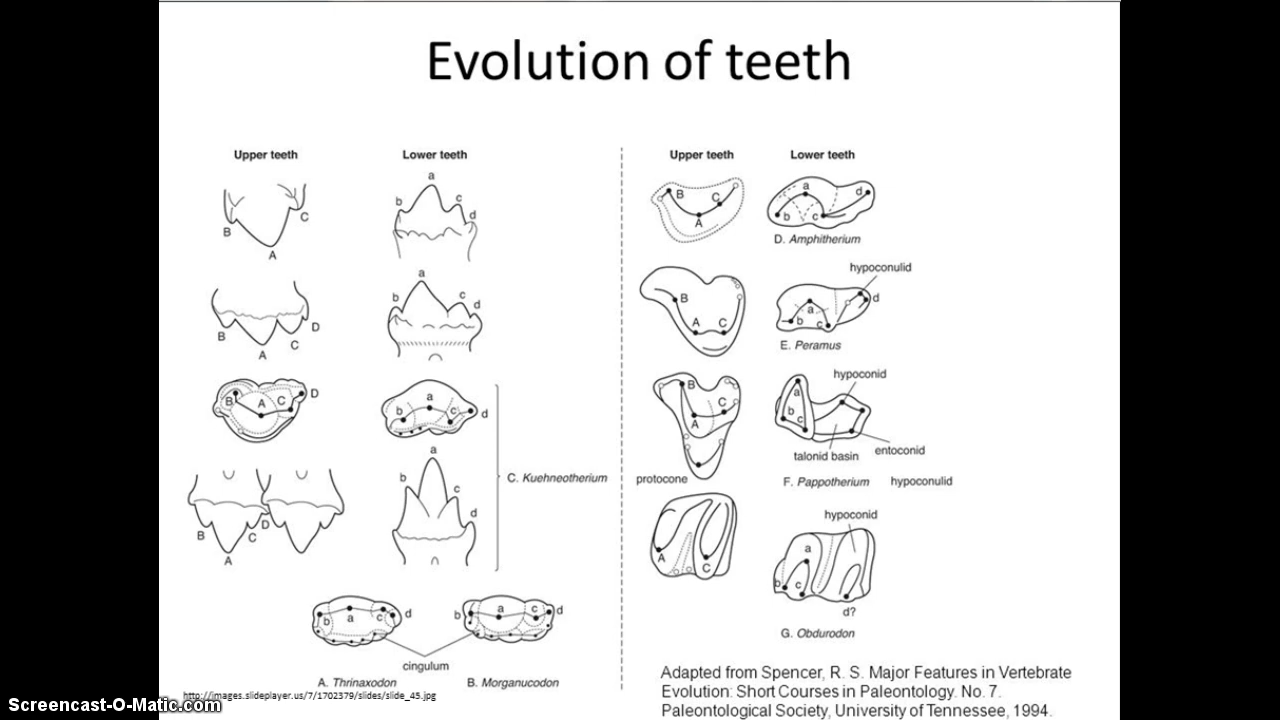 Evolution of teeth
Upper teeth
Lower teeth
B
A
C
a
b
c
d
B
A
C
D
a
b
c
d
B
A
C
D
a
b
c
d
C. Kuehneotherium
B
A
C
D
a
b
c
d
b
a
c
d
b
a
c
d
cingulum
A. Thrinaxodon
B. Morganucodon
Upper teeth
Lower teeth
B
C
A
a
b
c
d
D. Amphitherium
B
A
C
hypoconulid
a
b
c
d
E. Peramus
B
C
A
protocone
hypoconid
a
b
c
talonid basin
entoconid
F. Pappotherium
hypoconulid
A
C
hypoconid
a
b
c
d?
G. Obdurodon
Adapted from Spencer, R. S. Major Features in Vertebrate
Evolution: Short Courses in Paleontology. No. 7.
Paleontological Society, University of Tennessee, 1994.
http://images.slideplayer.us/7/1702379/slides/slide_45.jpg
Screencast-O-Matic.com